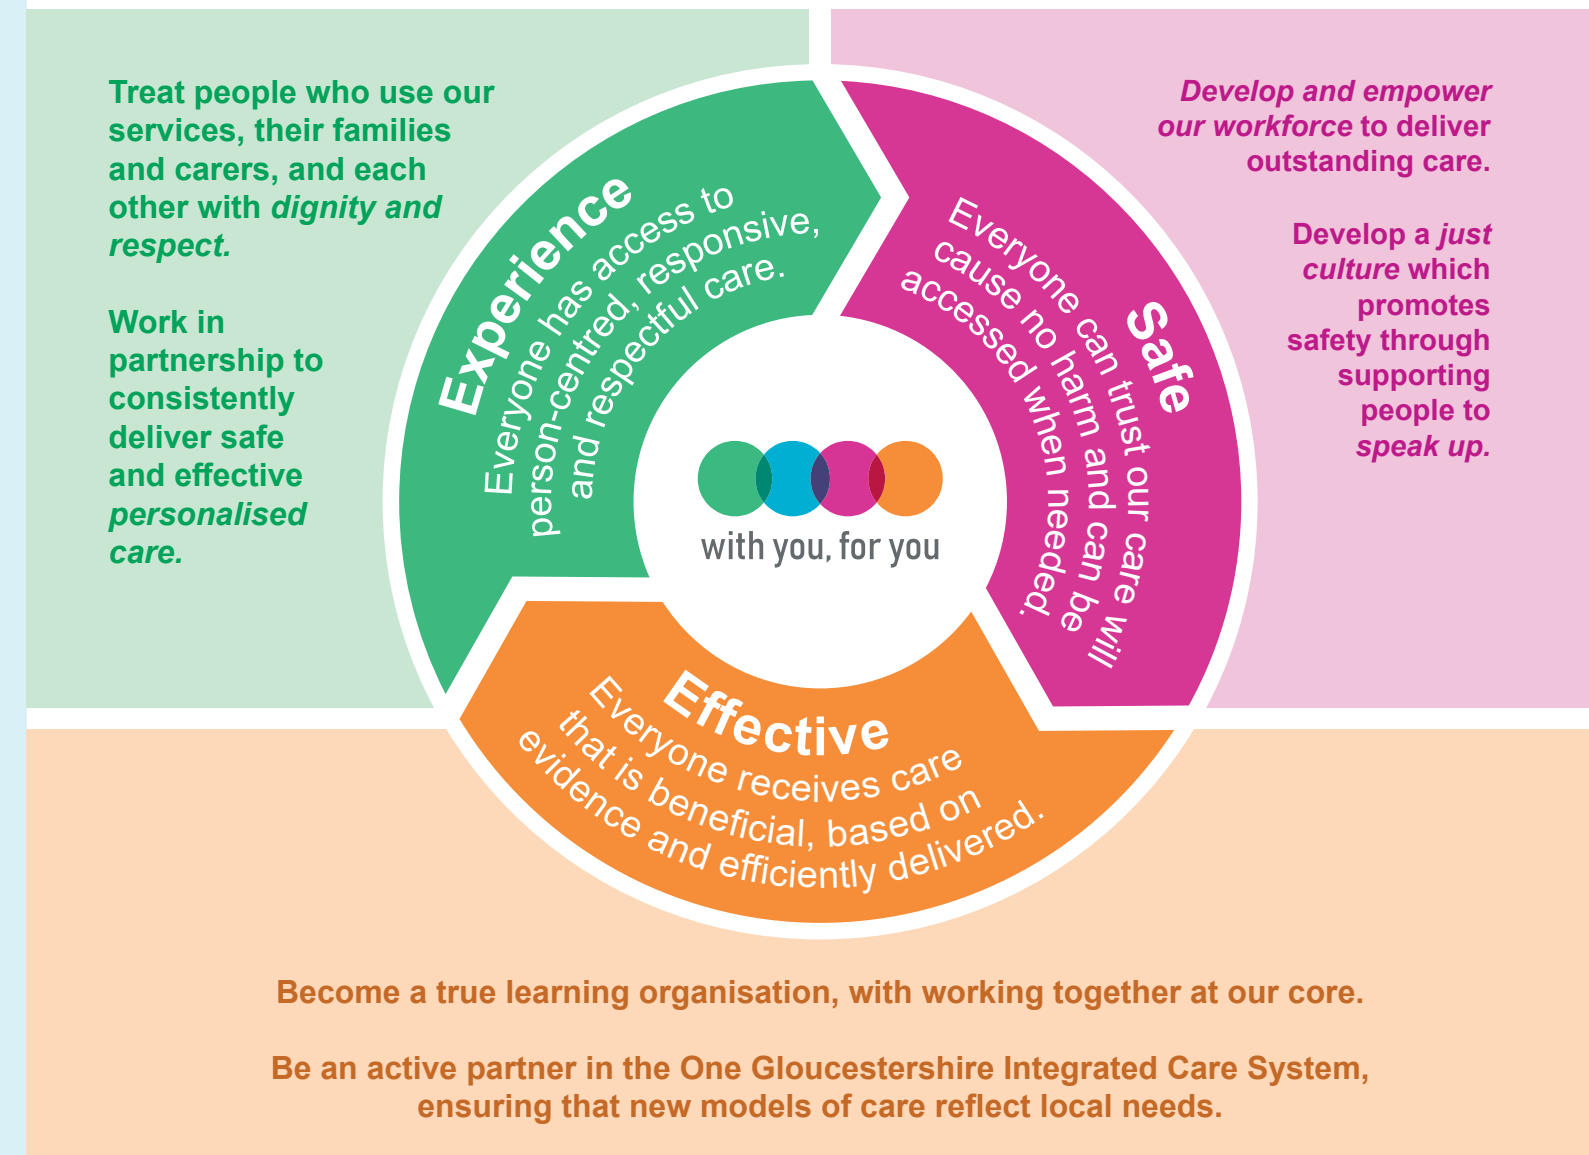 Treat people who use our
services, their families
and carers, and each
other with dignity and
respect.
Work in
partnership to
consistently
deliver safe
and effective
personalised
care.
Experience
Everyone has access to
person-centred, responsive,
and respectful care.
Develop and empower
our workforce to deliver
outstanding care.
Develop a just
culture which
promotes
safety through
supporting
people to
speak up.
Safe
Everyone can trust our care will
cause no harm and can be
accessed when needed.
with you, for you
Effective
Everyone receives care
that is beneficial, based on
evidence and efficiently delivered.
Become a true learning organisation, with working together at our core.
Be an active partner in the One Gloucestershire Integrated Care System,
ensuring that new models of care reflect local needs.